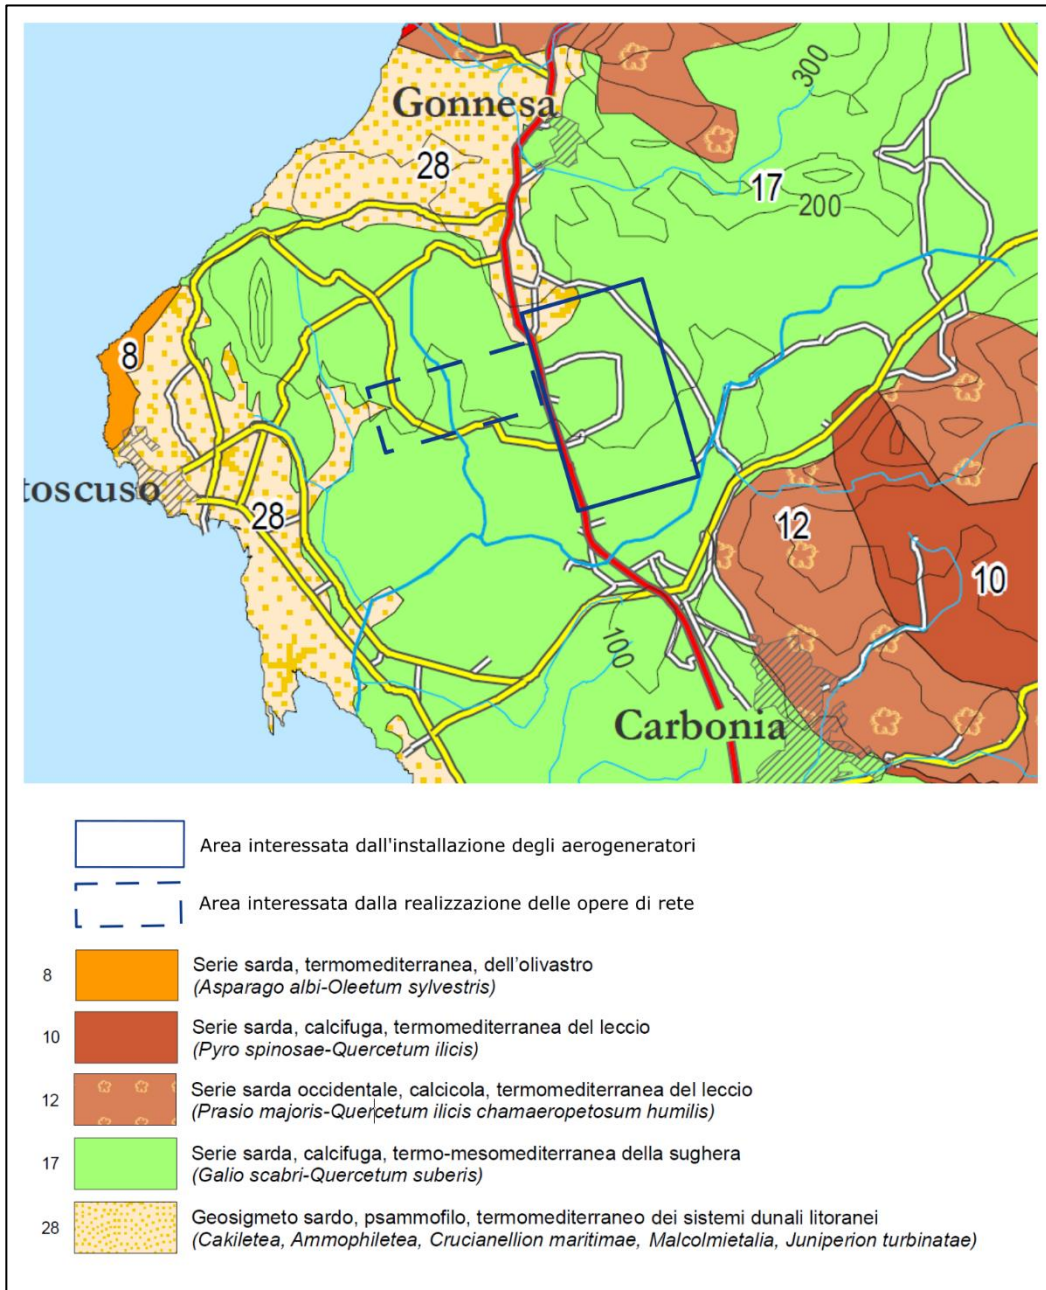 300
Gonnesa
28
17
200
8
toscuso
28
12
10
100
Carbonia
Area interessata dall'installazione degli aerogeneratori
Area interessata dalla realizzazione delle opere di rete
8
Serie sarda, termomediterranea, dell'olivastro
(Asparago albi-Oleetum sylvestris)
10
Serie sarda, calcifuga, termomediterranea del leccio
(Pyro spinosae-Quercetum ilicis)
12
Serie sarda occidentale, calcicola, termomediterranea del leccio
(Prasio majoris-Quercetum ilicis chamaeropetosum humilis)
17
Serie sarda, calcifuga, termo-mesomediterranea della sughera
(Galio scabri-Quercetum suberis)
28
Geosigmeto sardo, psammofilo, termomediterraneo dei sistemi dunali litoranei
(Cakiletea, Ammophiletea, Crucianellion maritimae, Malcolmietalia, Juniperion turbinatae)